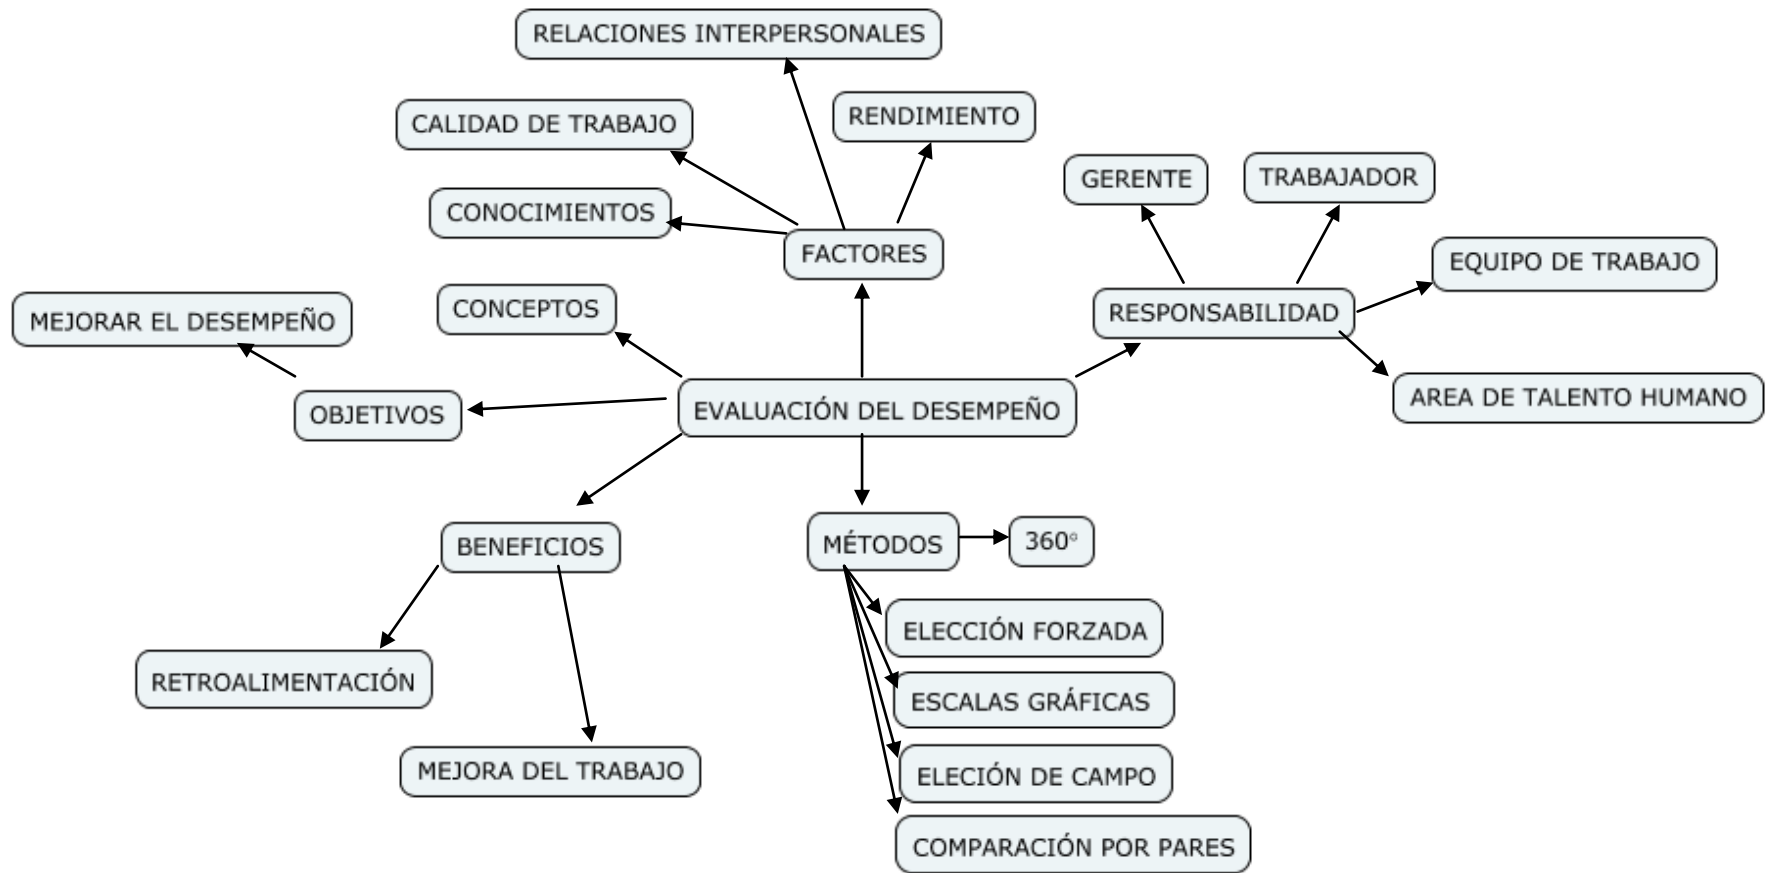 RELACIONES INTERPERSONALES
CALIDAD DE TRABAJO
RENDIMIENTO
CONOCIMIENTOS
FACTORES
GERENTE
TRABAJADOR
EQUIPO DE TRABAJO
RESPONSABILIDAD
AREA DE TALENTO HUMANO
CONCEPTOS
MEJORAR EL DESEMPEÑO
OBJETIVOS
EVALUACIÓN DEL DESEMPEÑO
BENEFICIOS
RETROALIMENTACIÓN
MEJORA DEL TRABAJO
MÉTODOS
360°
ELECCIÓN FORZADA
ESCALAS GRÁFICAS
ELECIÓN DE CAMPO
COMPARACIÓN POR PARES